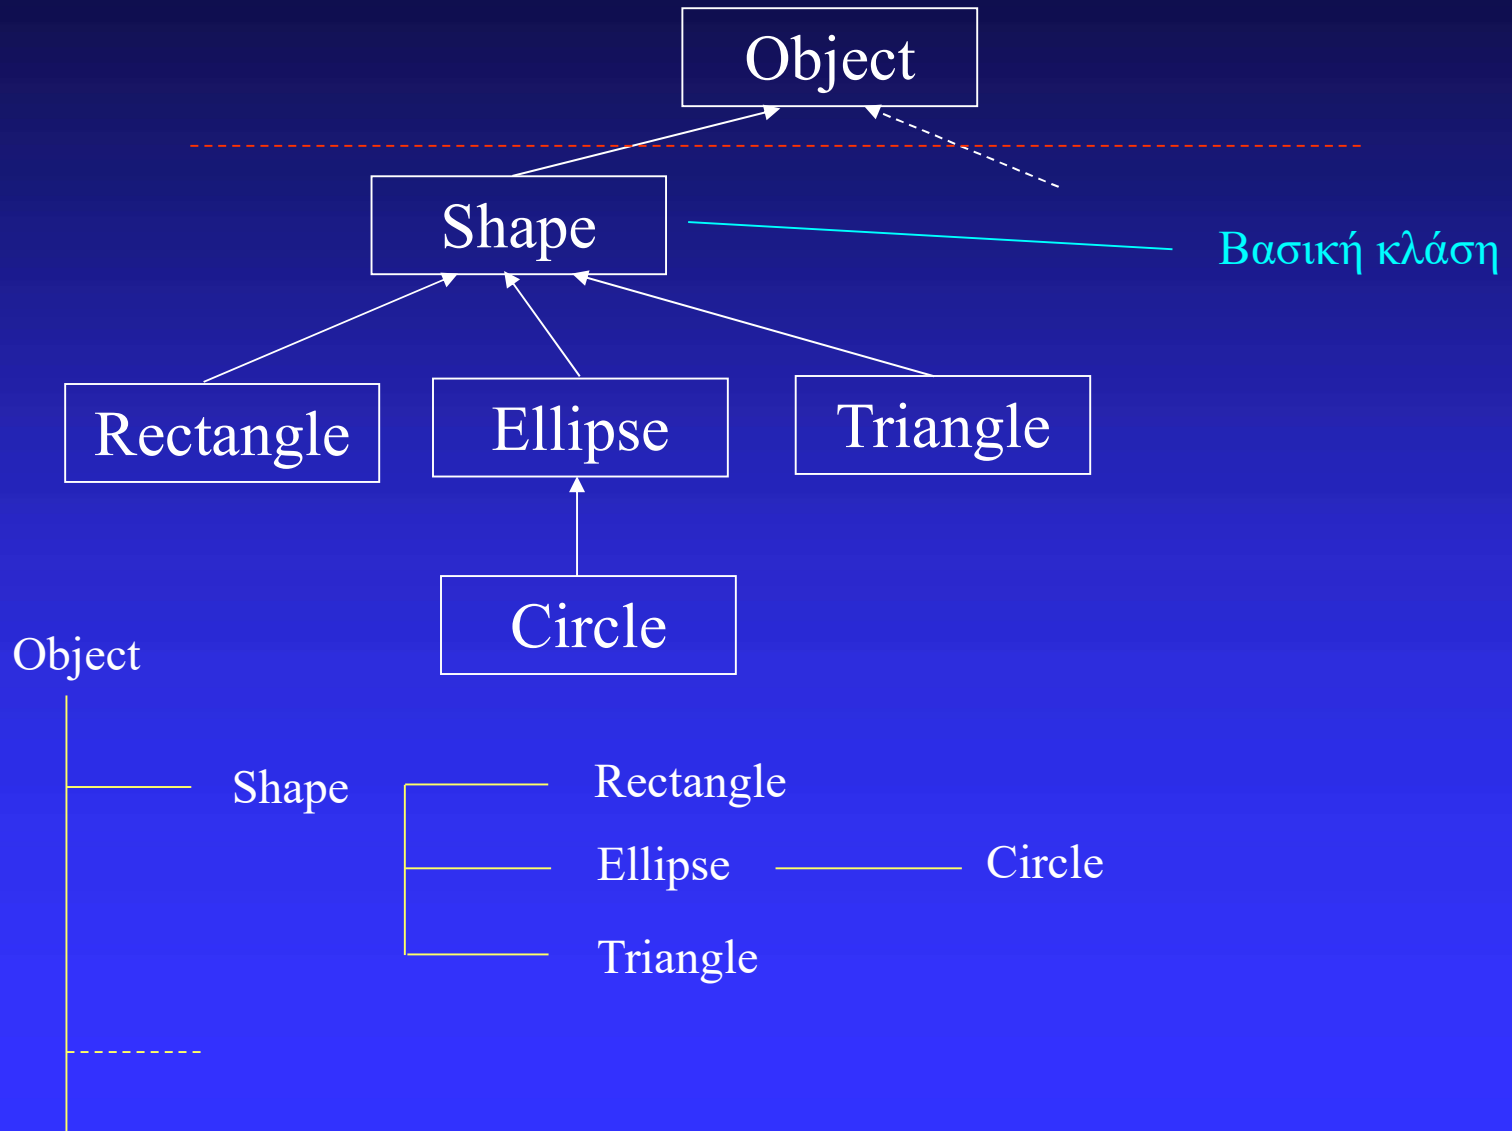 Object
Shape
Βασική κλάση
Rectangle
Ellipse
Triangle
Circle
Object
Shape
Rectangle
Ellipse
Circle
Triangle